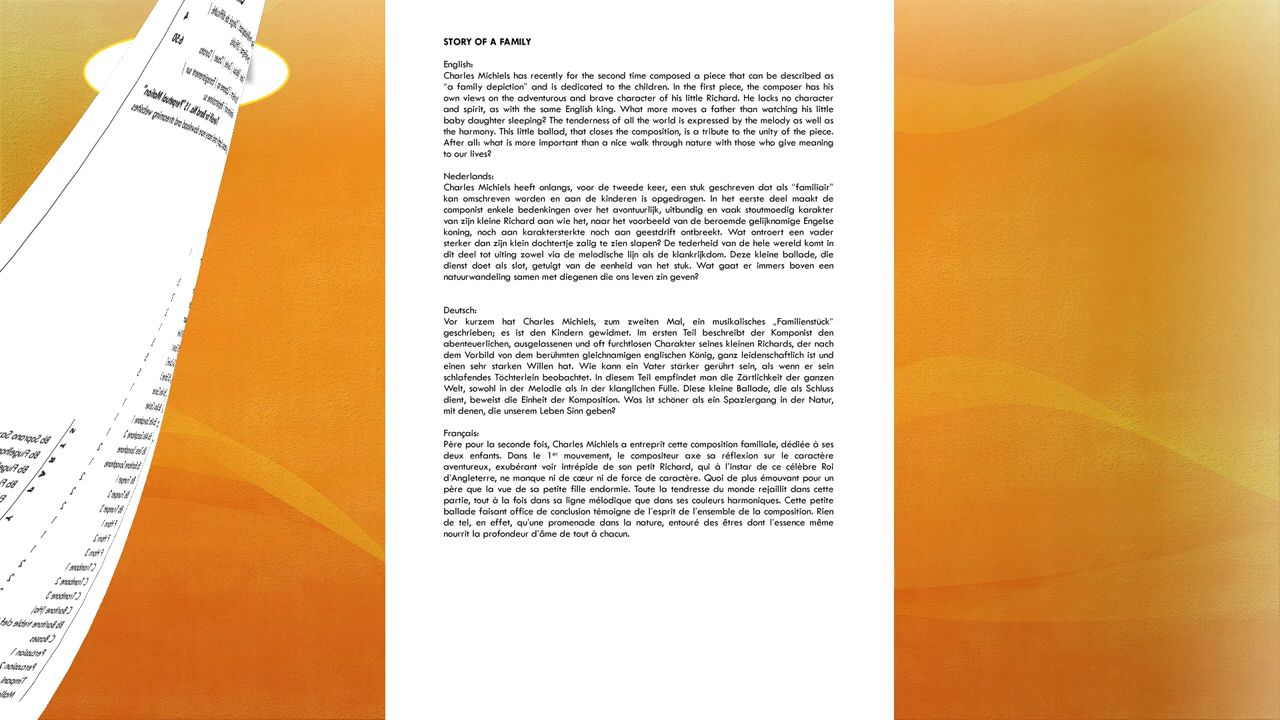 STORY OF A FAMILY
English:
Charles Michiels has recently for the second time composed a piece that can be described as
"a family depiction" and is dedicated to the children. In the first piece, the composer has his
own views on the adventurous and brave character of his little Richard. He lacks no character
and spirit, as with the same English king. What more moves a father than watching his little
baby daughter sleeping? The tenderness of all the world is expressed by the melody as well as
the harmony. This little ballad, that closes the composition, is a tribute to the unity of the piece.
After all: what is more important than a nice walk through nature with those who give meaning
to our lives?
Nederlands:
Charles Michiels heeft onlangs, voor de tweede keer, een stuk geschreven dat als "familiair"
kan omschreven worden en aan de kinderen is opgedragen. In het eerste deel maakt de
componist enkele bedenkingen over het avontuurlijk, uitbundig en vaak stoutmoedig karakter
van zijn kleine Richard aan wie het, naar het voorbeeld van de beroemde gelijknamige Engelse
koning, noch aan karaktersterkte noch aan geestdrift ontbreekt. Wat ontroert een vader
sterker dan zijn klein dochtertje zalig te zien slapen? De tederheid van de hele wereld komt in
dit deel tot uiting zowel via de melodische lijn als de klankrijkdom. Deze kleine ballade, die
dienst doet als slot, getuigt van de eenheid van het stuk. Wat gaat er immers boven een
natuurwandeling samen met diegenen die ons leven zin geven?
Deutsch:
Vor kurzem hat Charles Michiels, zum zweiten Mal, ein musikalisches „Familienstück"
geschrieben; es ist den Kindern gewidmet. Im ersten Teil beschreibt der Komponist den
abenteuerlichen, ausgelassenen und oft furchtlosen Charakter seines kleinen Richards, der nach
dem Vorbild von dem berühmten gleichnamigen englischen König, ganz leidenschaftlich ist und
einen sehr starken Willen hat. Wie kann ein Vater stärker gerührt sein, als wenn er sein
schlafendes Töchterlein beobachtet. In diesem Teil empfindet man die Zärtlichkeit der ganzen
Welt, sowohl in der Melodie als in der klanglichen Fülle. Diese kleine Ballade, die als Schluss
dient, beweist die Einheit der Komposition. Was ist schöner als ein Spaziergang in der Natur,
mit denen, die unserem Leben Sinn geben?
Français:
Père pour la seconde fois, Charles Michiels a entreprit cette composition familiale, dédiée à ses
deux enfants. Dans le 1er mouvement, le compositeur axe sa réflexion sur le caractère
aventureux, exubérant voir intrépide de son petit Richard, qui à l'instar de ce célèbre Roi
d'Angleterre, ne manque ni de cœur ni de force de caractère. Quoi de plus émouvant pour un
père que la vue de sa petite fille endormie. Toute la tendresse du monde rejaillit dans cette
partie, tout à la fois dans sa ligne mélodique que dans ses couleurs harmoniques. Cette petite
ballade faisant office de conclusion témoigne de l'esprit de l'ensemble de la composition. Rien
de tel, en effet, qu'une promenade dans la nature, entouré des êtres dont l'essence même
nourrit la profondeur d'âme de tout à chacun.